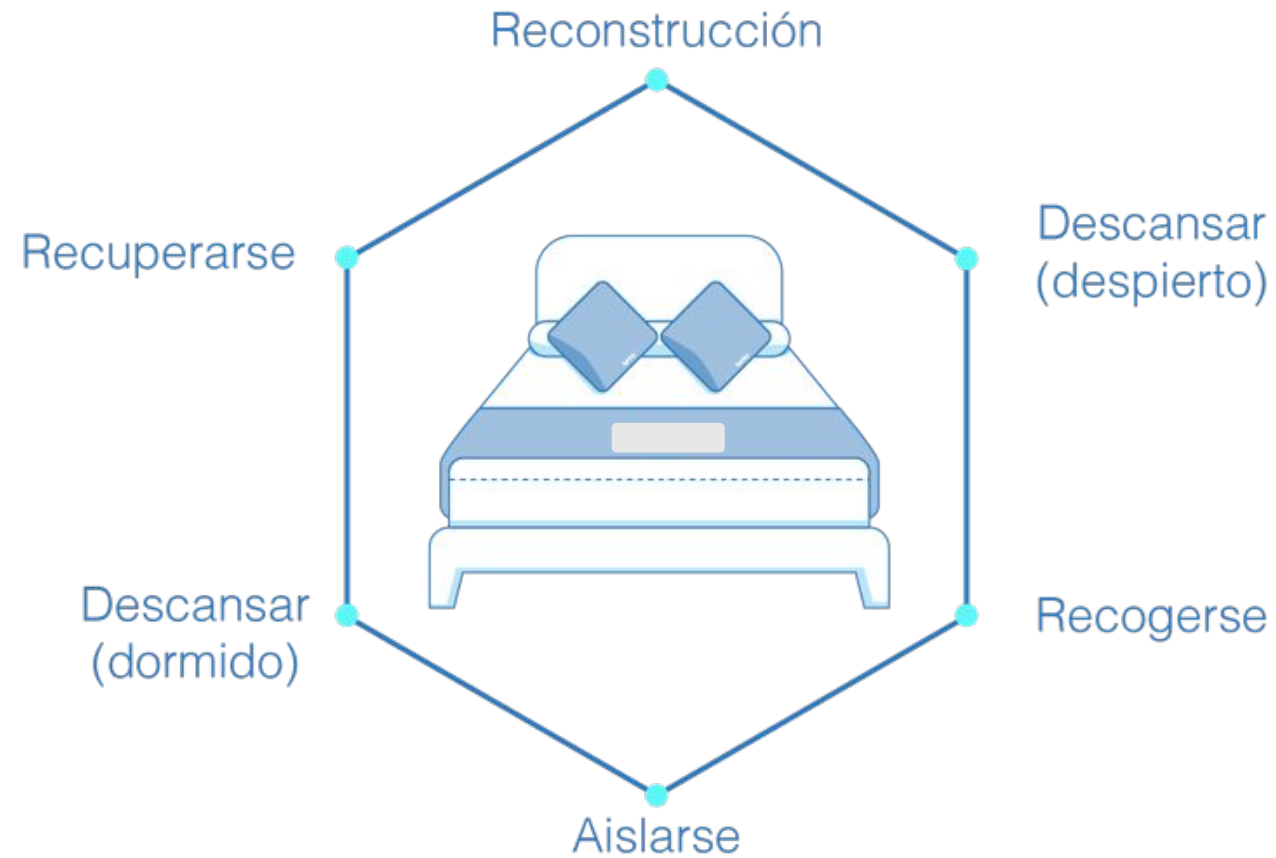 Reconstrucción
Descansar
(despierto)
Recogerse
Aislarse
Descansar
(dormido)
Recuperarse